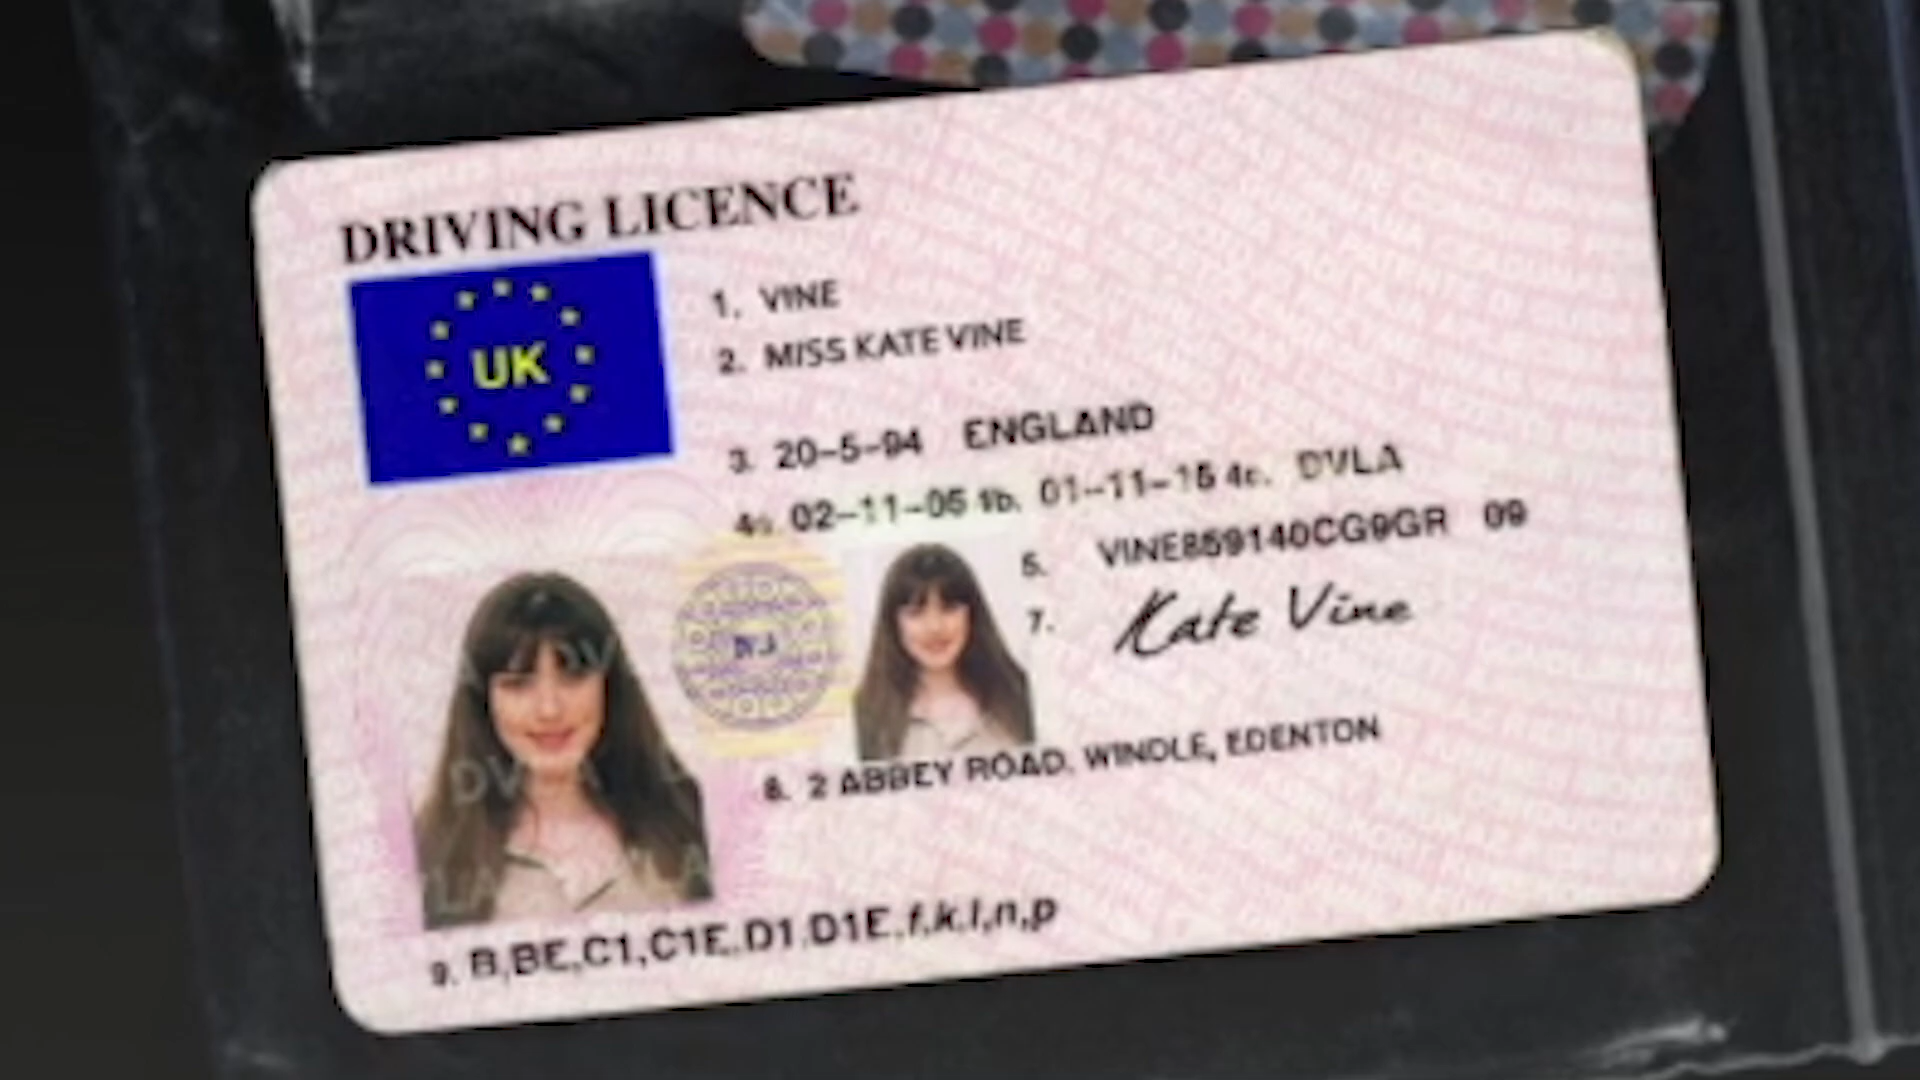 DRIVING LICENCE
UK
1. VINE
2. MISS KATE VINE
3. 20-5-94 ENGLAND
4a. 02-11-05 4b. 01-11-15 4c. DVLA
5. VINE859140CG9GR 09
7. Kate Vine
8. 2 ABBEY ROAD, WINDLE, EDENTON
9. B,BE,C1,C1E,D1,D1E,f,k,l,n,p